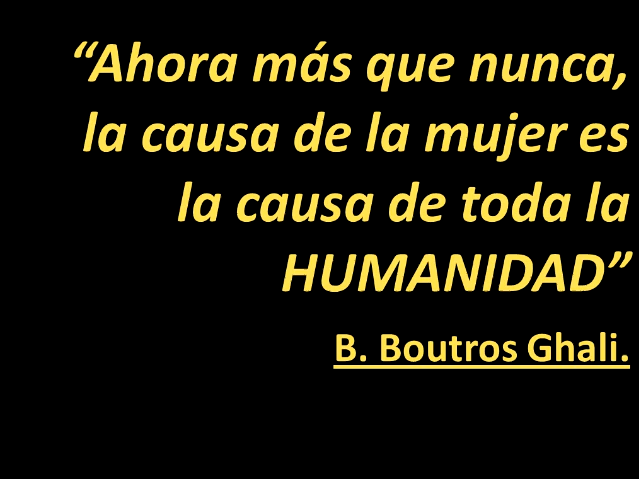 “Ahora más que nunca,
la causa de la mujer es
la causa de toda la
HUMANIDAD”
B. Boutros Ghali.